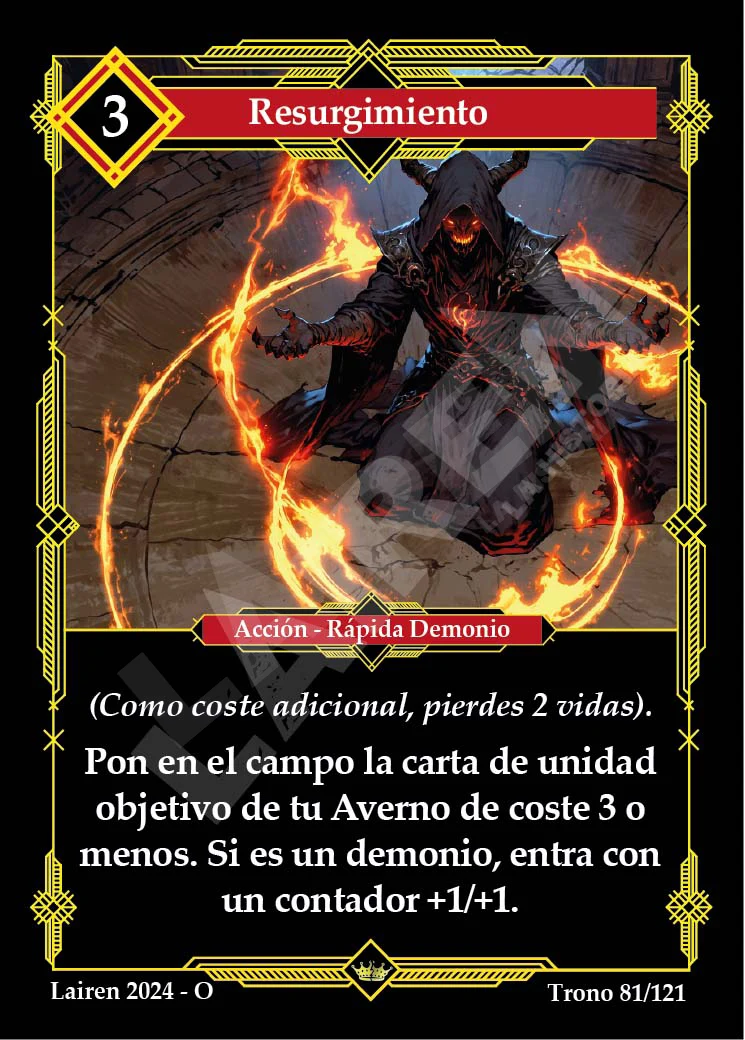 3
Resurgimiento
Acción - Rápida Demonio
(Como coste adicional, pierdes 2 vidas).
Pon en el campo la carta de unidad
objetivo de tu Averno de coste 3 o
menos. Si es un demonio, entra con
un contador +1/+1.
Lairen 2024 - O
Trono 81/121
LAIREN